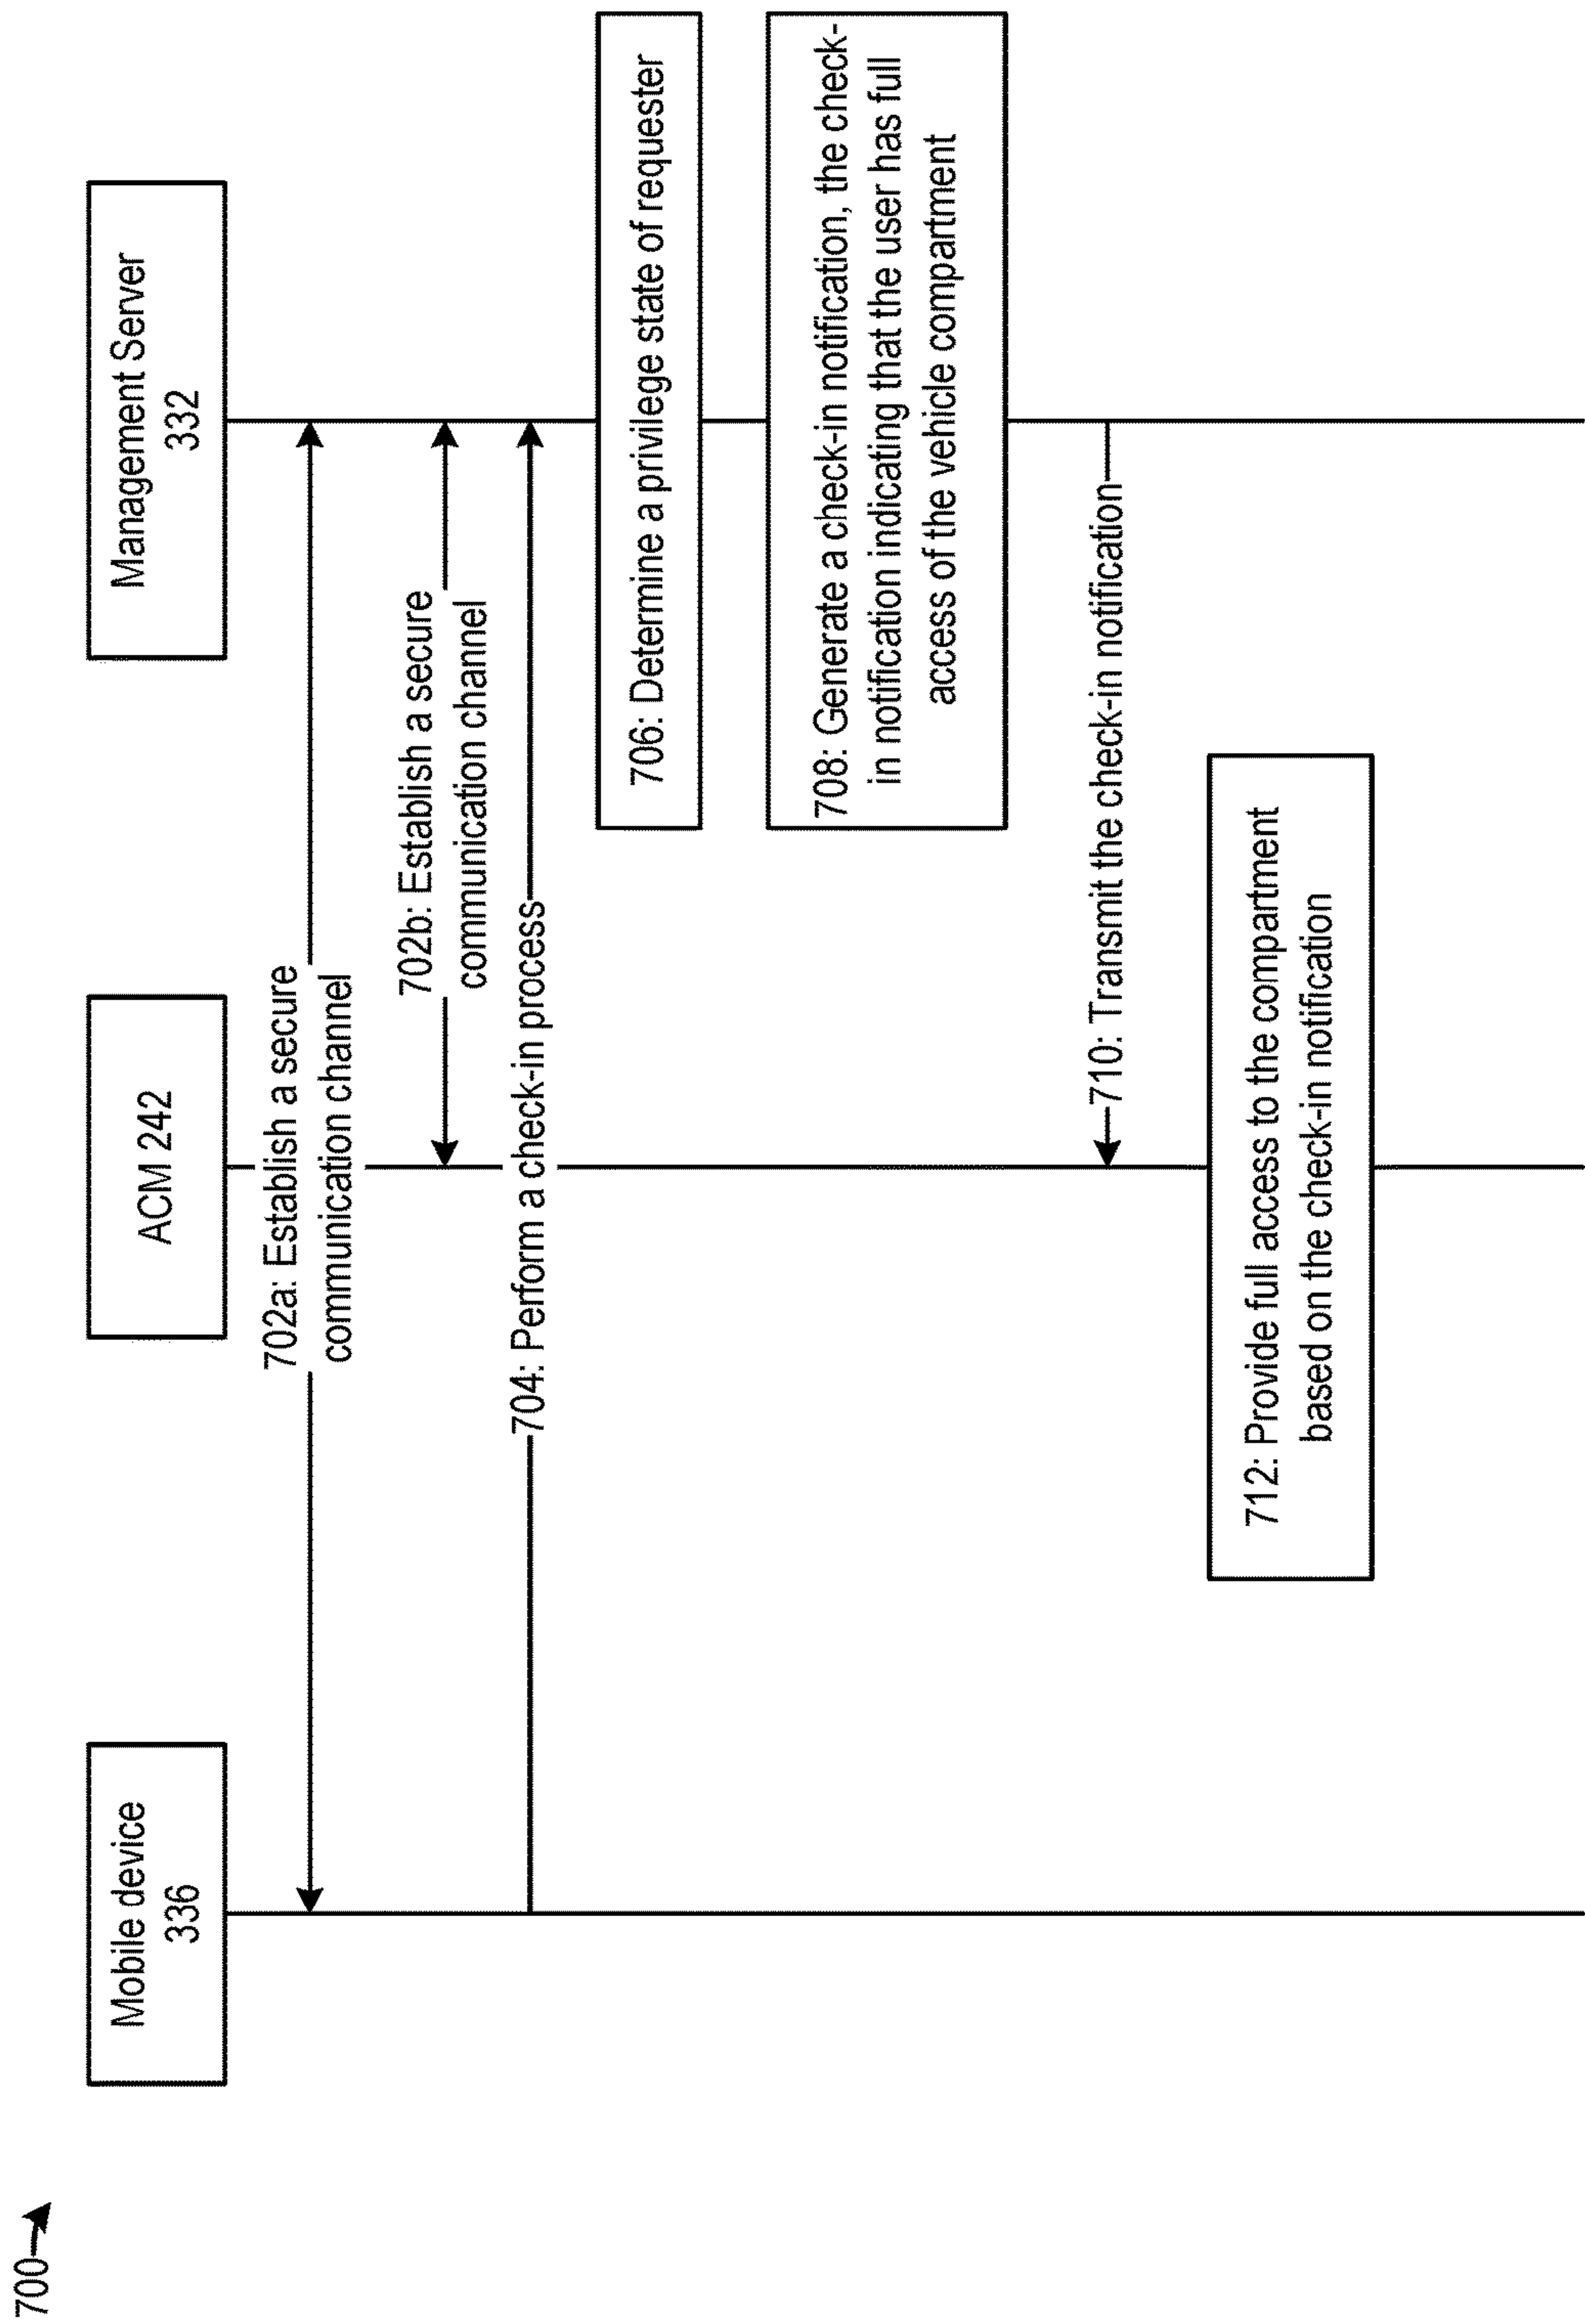 700
Mobile device
336
ACM 242
Management Server
332
702a: Establish a secure
communication channel
702b: Establish a secure
communication channel
704: Perform a check-in process
706: Determine a privilege state of requester
708: Generate a check-in notification, the check-
in notification indicating that the user has full
access of the vehicle compartment
710: Transmit the check-in notification
712: Provide full access to the compartment
based on the check-in notification